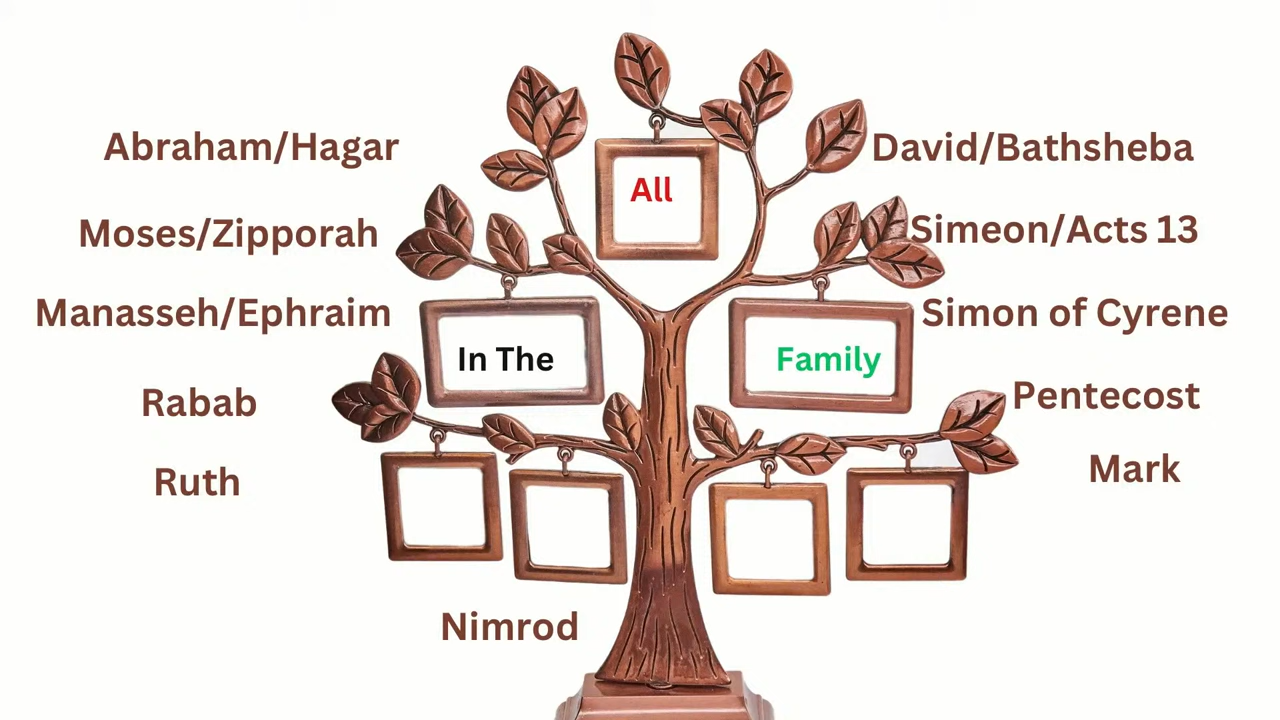 All
In The
Family
Abraham/Hagar
Moses/Zipporah
Manasseh/Ephraim
Rabab
Ruth
Nimrod
David/Bathsheba
Simeon/Acts 13
Simon of Cyrene
Pentecost
Mark